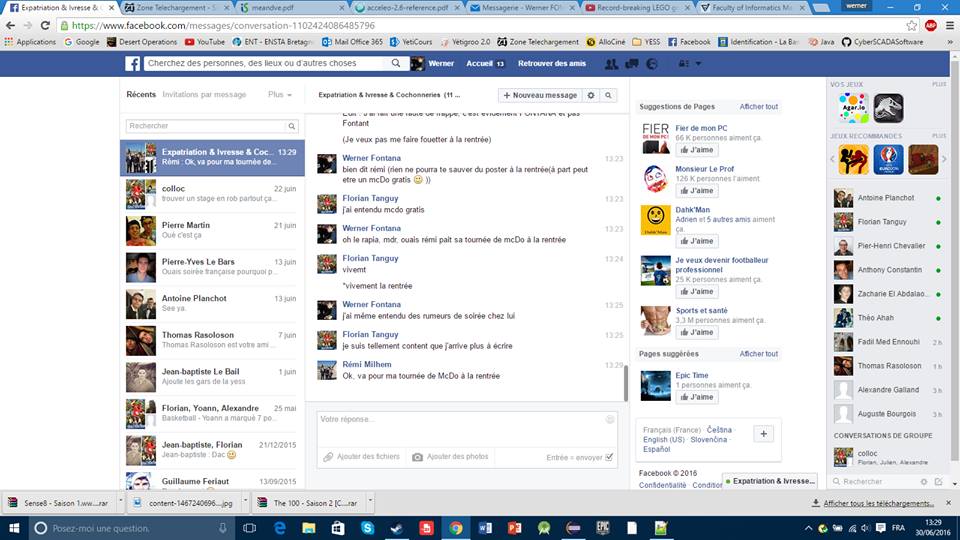 Expatriation & Ivresse & C
Zone Telechargement - S
meandve.pdf
acceleo-2.6-reference.pdf
Messagerie – Werner FON
Record-breaking LEGO gr
Faculty of Informatics Ma
werner
https://www.facebook.com/messages/conversation-1102424086485796
Applications
Google
Desert Operations
YouTube
ENT - ENSTA Bretagn
Mail Office 365
YetiCours
Yetigroo 2.0
Zone Telechargement
AlloCiné
YESS
Facebook
Identification - La Ba
Java
CyberSCADASoftware
Cherchez des personnes, des lieux ou d'autres choses
Werner
Accueil 13
Retrouver des amis
Récents
Invitations par message
Plus
Rechercher
Expatriation & Ivresse & Coc... 13:29
Rémi : Ok, va pour ma tournée de...
colloc 22 juin
trouver un stage en rob partout ça...
Pierre Martin 21 juin
Oué c'est ça
Pierre-Yves Le Bars 13 juin
Ouais soirée française pourquoi p...
Antoine Planchot 13 juin
See ya.
Thomas Rasoloson 7 juin
Thomas Rasoloson est votre ami ...
Jean-baptiste Le Bail 1 juin
Ajoute les gars de la yess
Florian, Yoann, Alexandre 25 mai
Basketball - Yoann a marqué 7 po...
Jean-baptiste, Florian 21/12/2015
Jean-baptiste : Dac
Guillaume Feriaut 13/09/2015
Expatriation & Ivresse & Cochonneries (11 ...
+ Nouveau message
Fontant
(Je veux pas me faire fouetter à la rentrée)
Werner Fontana 13:23
bien dit rémi (rien ne pourra te sauver du poster à la rentrée(à part peut
etre un mcDo gratis ))
Florian Tanguy 13:23
j'ai entendu mcdo gratis
Werner Fontana 13:23
oh le rapia, mdr, ouais rémi paît sa tournée de mcDo à la rentrée
Florian Tanguy 13:24
vivemt
*vivement la rentrée
Werner Fontana 13:25
j'ai même entendu des rumeurs de soirée chez lui
Florian Tanguy 13:25
je suis tellement content que j'arrive plus à écrire
Rémi Milhem 13:29
Ok, va pour ma tournée de McDo à la rentrée
Votre réponse...
Ajouter des fichiers
Ajouter des photos
Entrée = envoyer
Suggestions de Pages
Afficher tout
FIER
DE MON PC
Fier de mon PC
66 K personnes aiment ça.
J'aime
Monsieur Le Prof
126 K personnes l'aiment.
J'aime
Dahk'Man
Dahk'Man
Adrien et 5 autres amis aiment
ça.
J'aime
Je veux devenir footballeur
professionnel
25 K personnes aiment ça.
J'aime
Sports et santé
3,3 M personnes aiment ça.
J'aime
Pages suggérées
Afficher tout
Epic Time
1 personnes aiment ça.
J'aime
Français (France) · Čeština ·
English (US) · Slovenčina ·
Español
+
Facebook © 2016
Confidentialité · Condition
Expatriation & Ivresse...
VOS JEUX
PLUS
Agar.io
JEUX RECOMMANDÉS
PLUS
Antoine Planchot
Florian Tanguy
Pier-Henri Chevalier
Anthony Constantin
Zacharie El Abdalao...
Théo Ahah
Fadil Med Ennouhi 2 h
Thomas Rasoloson 1 h
Alexandre Galland 3 h
Auguste Bourgois 3 h
CONVERSATIONS DE GROUPE
colloc
Florian, Julien, Alexandre
Rechercher
Sense8 - Saison 1.ww....rar
content-1467240696....jpg
The 100 - Saison 2 [C....rar
Afficher tous les téléchargements...
Posez-moi une question.
FRA
13:29
30/06/2016